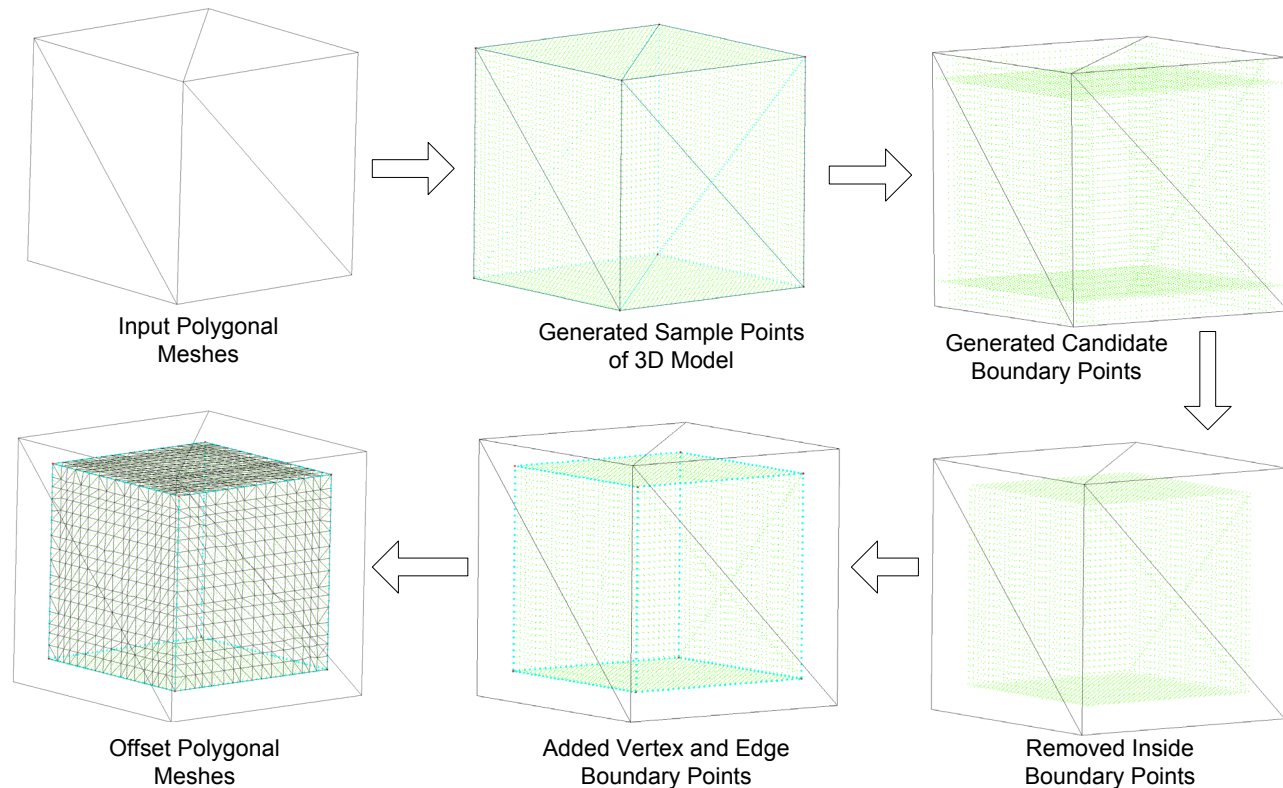 Input Polygonal
Meshes
Generated Sample Points
of 3D Model
Generated Candidate
Boundary Points
Removed Inside
Boundary Points
Added Vertex and Edge
Boundary Points
Offset Polygonal
Meshes